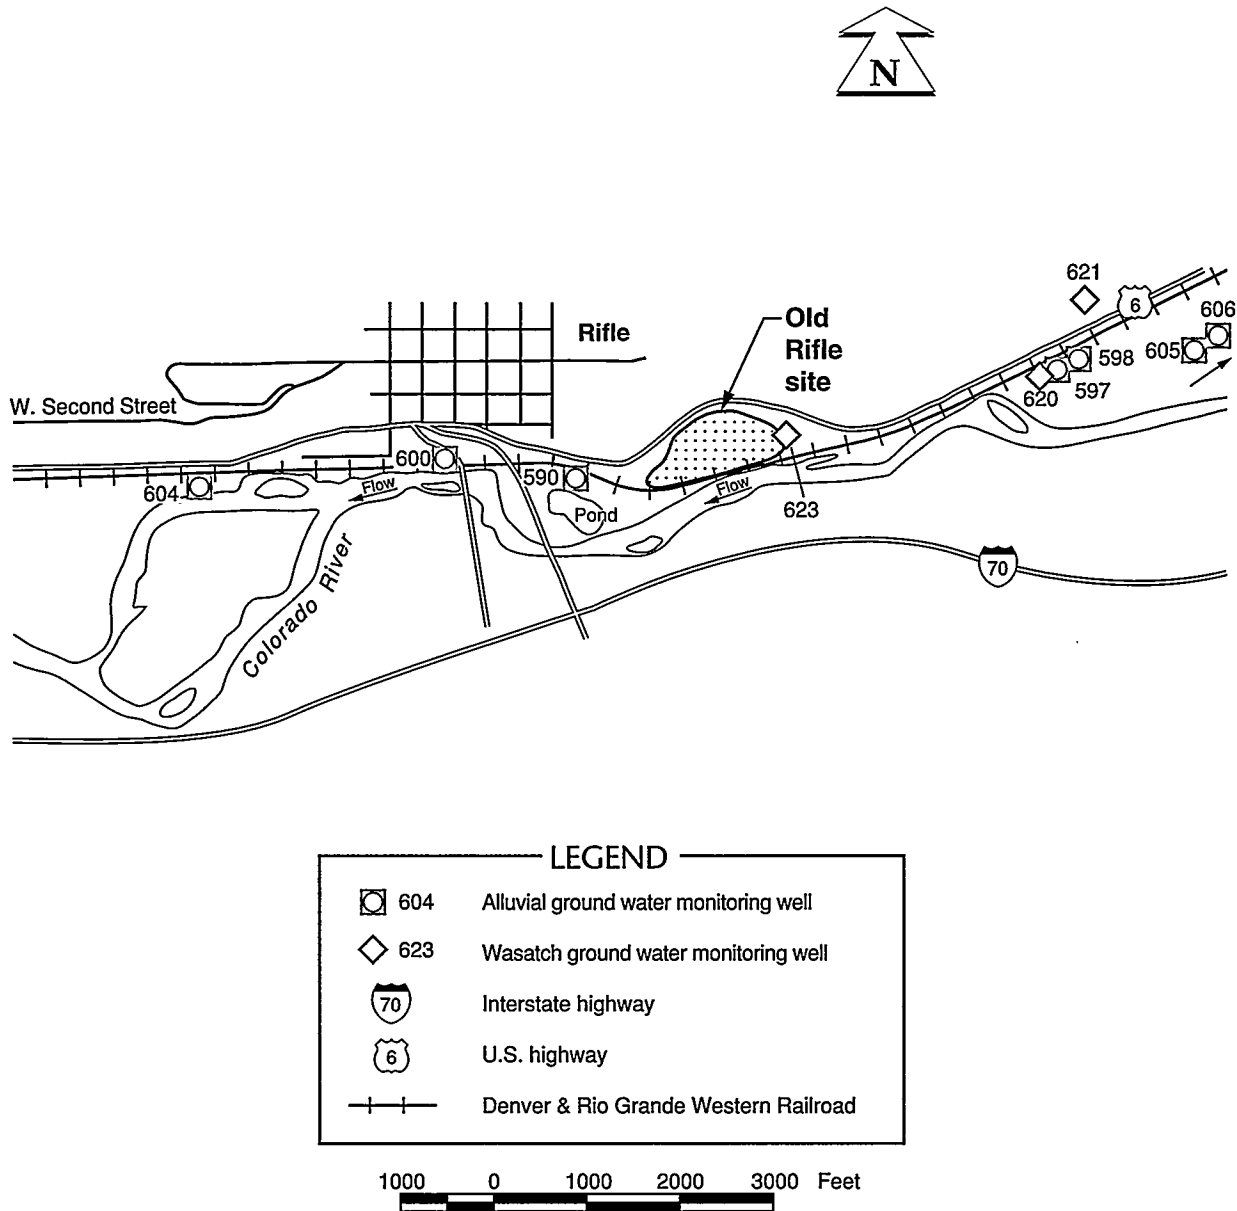 N
621
6
606
Rifle
Old
Rifle
site
605
598
597
620
W. Second Street
600
590
604
Flow
Flow
Pond
623
Colorado River
70
LEGEND
604 Alluvial ground water monitoring well
623 Wasatch ground water monitoring well
70 Interstate highway
6 U.S. highway
Denver & Rio Grande Western Railroad
1000 0 1000 2000 3000 Feet